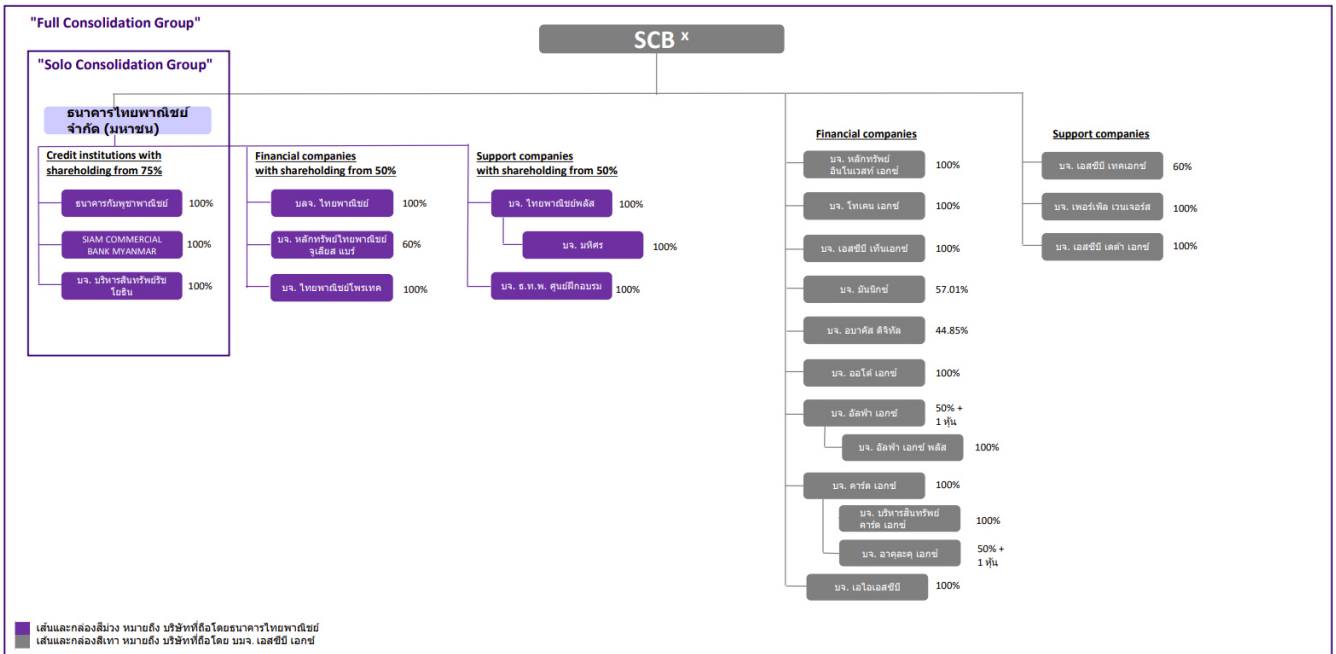 "Full Consolidation Group"
SCB X
"Solo Consolidation Group"
ธนาคารไทยพาณิชย์
จำกัด (มหาชน)
Credit institutions with
shareholding from 75%
ธนาคารกัมพูชาพาณิชย์
100%
SIAM COMMERCIAL
BANK MYANMAR
100%
บจ. บริหารสินทรัพย์รัช
โยธิน
100%
Financial companies
with shareholding from 50%
บลจ. ไทยพาณิชย์
100%
บจ. หลักทรัพย์ไทยพาณิชย์
จูเลียส แบร์
60%
บจ. ไทยพาณิชย์โพรเทค
100%
Support companies
with shareholding from 50%
บจ. ไทยพาณิชย์พลัส
100%
บจ. มหิศร
100%
บจ. ธ.ท.พ. ศูนย์ฝึกอบรม
100%
Financial companies
บจ. หลักทรัพย์
อินโนเวสท์ เอกซ์
100%
บจ. โทเคน เอกซ์
100%
บจ. เอสซีบี เท็นเอกซ์
100%
บจ. มันนิกซ์
57.01%
บจ. อบาคัส ดิจิทัล
44.85%
บจ. ออโต้ เอกซ์
100%
บจ. อัลฟ่า เอกซ์
50% +
1 หุ้น
บจ. อัลฟ่า เอกซ์ พลัส
100%
บจ. คาร์ด เอกซ์
100%
บจ. บริหารสินทรัพย์
คาร์ด เอกซ์
100%
บจ. อาคุละคุ เอกซ์
50% +
1 หุ้น
บจ. เอไอเอสซีบี
100%
Support companies
บจ. เอสซีบี เทคเอกซ์
60%
บจ. เพอร์เพิล เวนเจอร์ส
100%
บจ. เอสซีบี เดต้า เอกซ์
100%
เส้นและกล่องสีม่วง หมายถึง บริษัทที่ถือโดยธนาคารไทยพาณิชย์
เส้นและกล่องสีเทา หมายถึง บริษัทที่ถือโดย บมจ. เอสซีบี เอกซ์